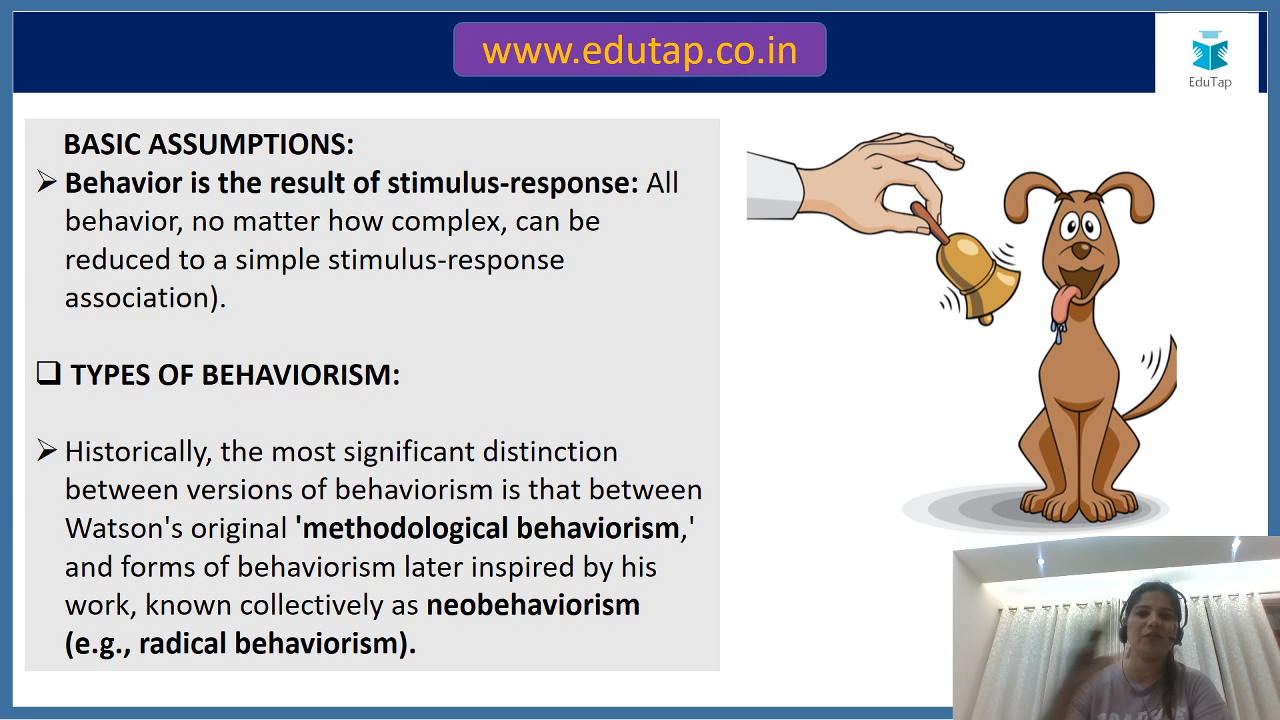 www.edutap.co.in
EduTap
BASIC ASSUMPTIONS:
➢ Behavior is the result of stimulus-response: All
behavior, no matter how complex, can be
reduced to a simple stimulus-response
association).
❑ TYPES OF BEHAVIORISM:
➢ Historically, the most significant distinction
between versions of behaviorism is that between
Watson's original 'methodological behaviorism,'
and forms of behaviorism later inspired by his
work, known collectively as neobehaviorism
(e.g., radical behaviorism).